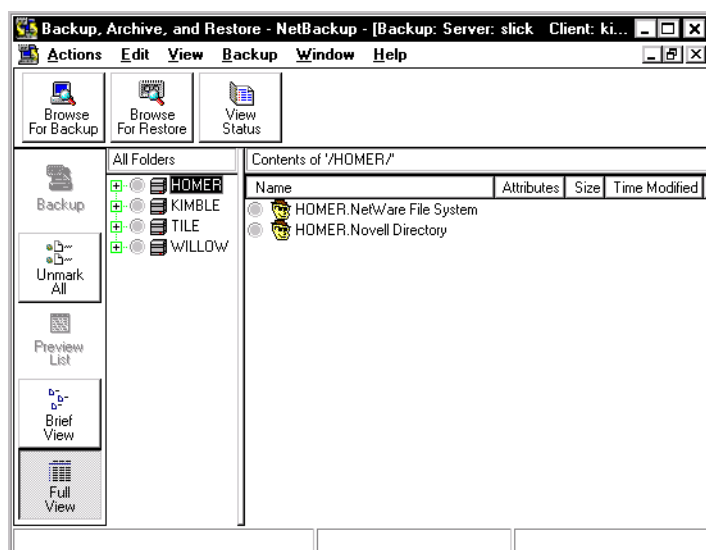 Backup, Archive, and Restore - NetBackup - [Backup: Server: slick Client: ki...
Actions Edit View Backup Window Help
Browse For Backup
Browse For Restore
View Status
All Folders
Contents of '/HOMER/'
Backup
Unmark All
Preview List
Brief View
Full View
HOMER
KIMBLE
TILE
WILLOW
Name Attributes Size Time Modified
HOMER.NetWare File System
HOMER.Novell Directory